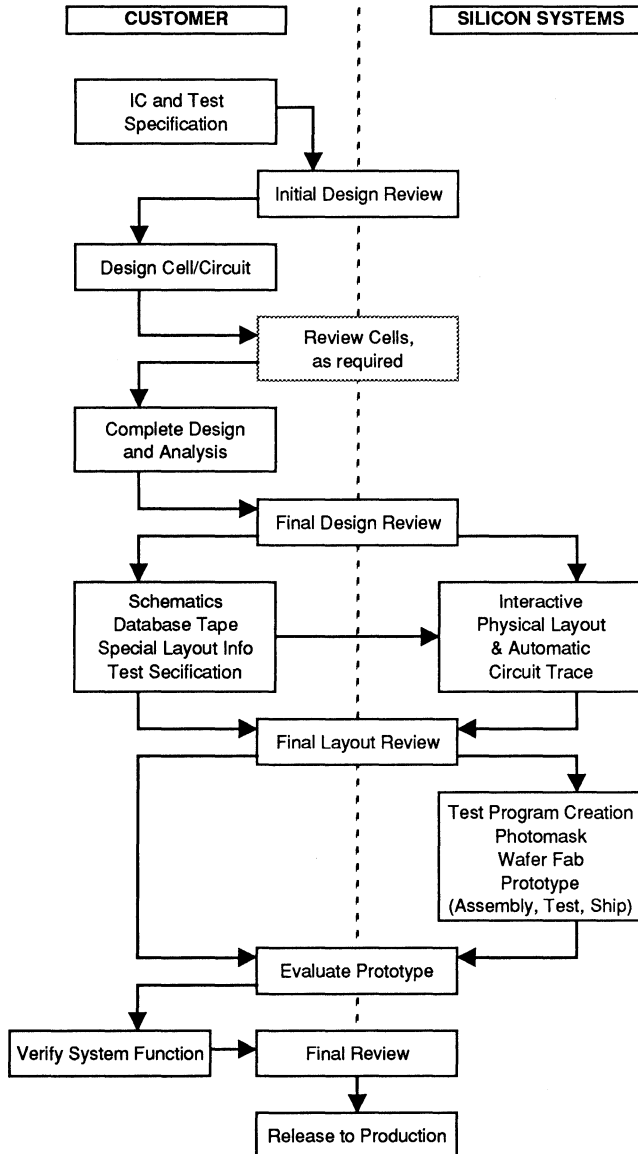 CUSTOMER
SILICON SYSTEMS
IC and Test
Specification
Initial Design Review
Design Cell/Circuit
Review Cells,
as required
Complete Design
and Analysis
Final Design Review
Schematics
Database Tape
Special Layout Info
Test Secification
Interactive
Physical Layout
& Automatic
Circuit Trace
Final Layout Review
Test Program Creation
Photomask
Wafer Fab
Prototype
(Assembly, Test, Ship)
Evaluate Prototype
Verify System Function
Final Review
Release to Production